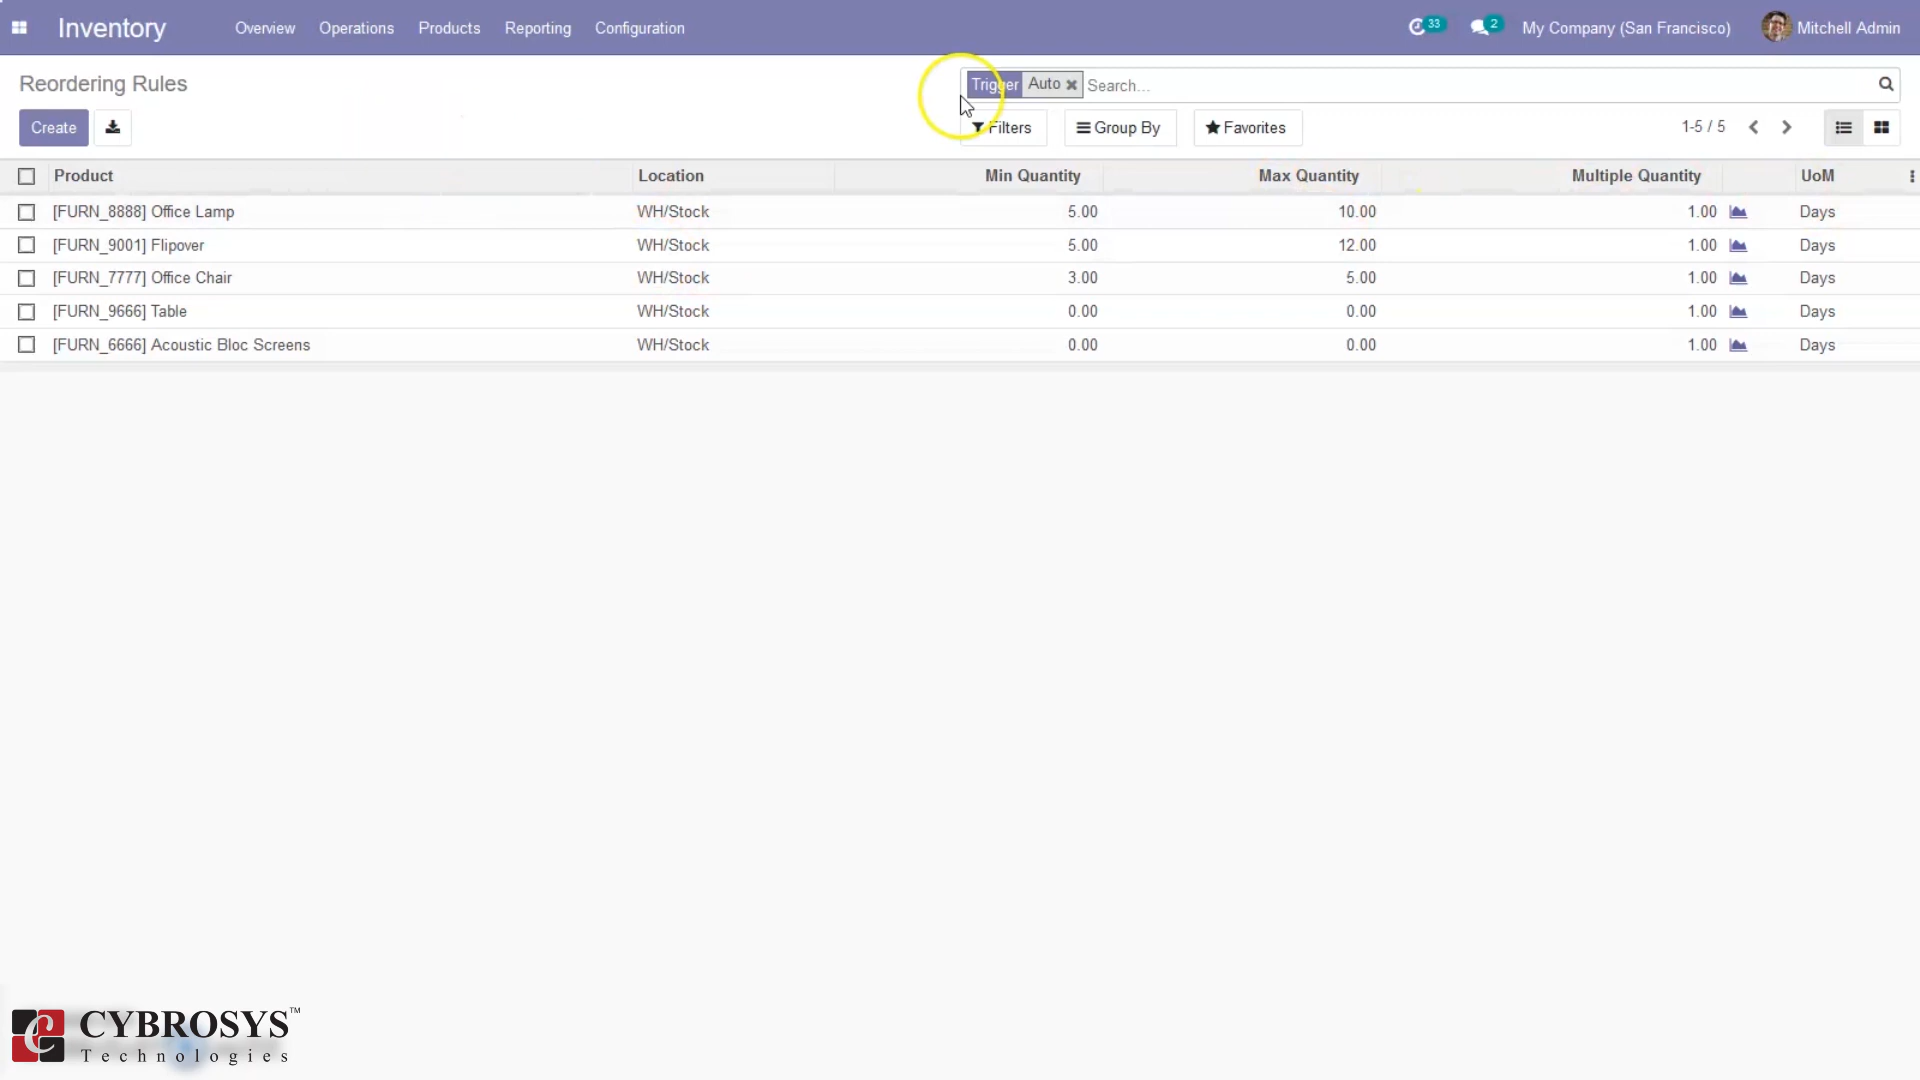 Inventory Overview Operations Products Reporting Configuration 33 2 My Company (San Francisco) Mitchell Admin
Reordering Rules Trigger Auto Search...
Create Filters Group By Favorites 1-5 / 5
Product Location Min Quantity Max Quantity Multiple Quantity UoM
[FURN_8888] Office Lamp WH/Stock 5.00 10.00 1.00 Days
[FURN_9001] Flipover WH/Stock 5.00 12.00 1.00 Days
[FURN_7777] Office Chair WH/Stock 3.00 5.00 1.00 Days
[FURN_9666] Table WH/Stock 0.00 0.00 1.00 Days
[FURN_6666] Acoustic Bloc Screens WH/Stock 0.00 0.00 1.00 Days
CYBROSYS™
Technologies